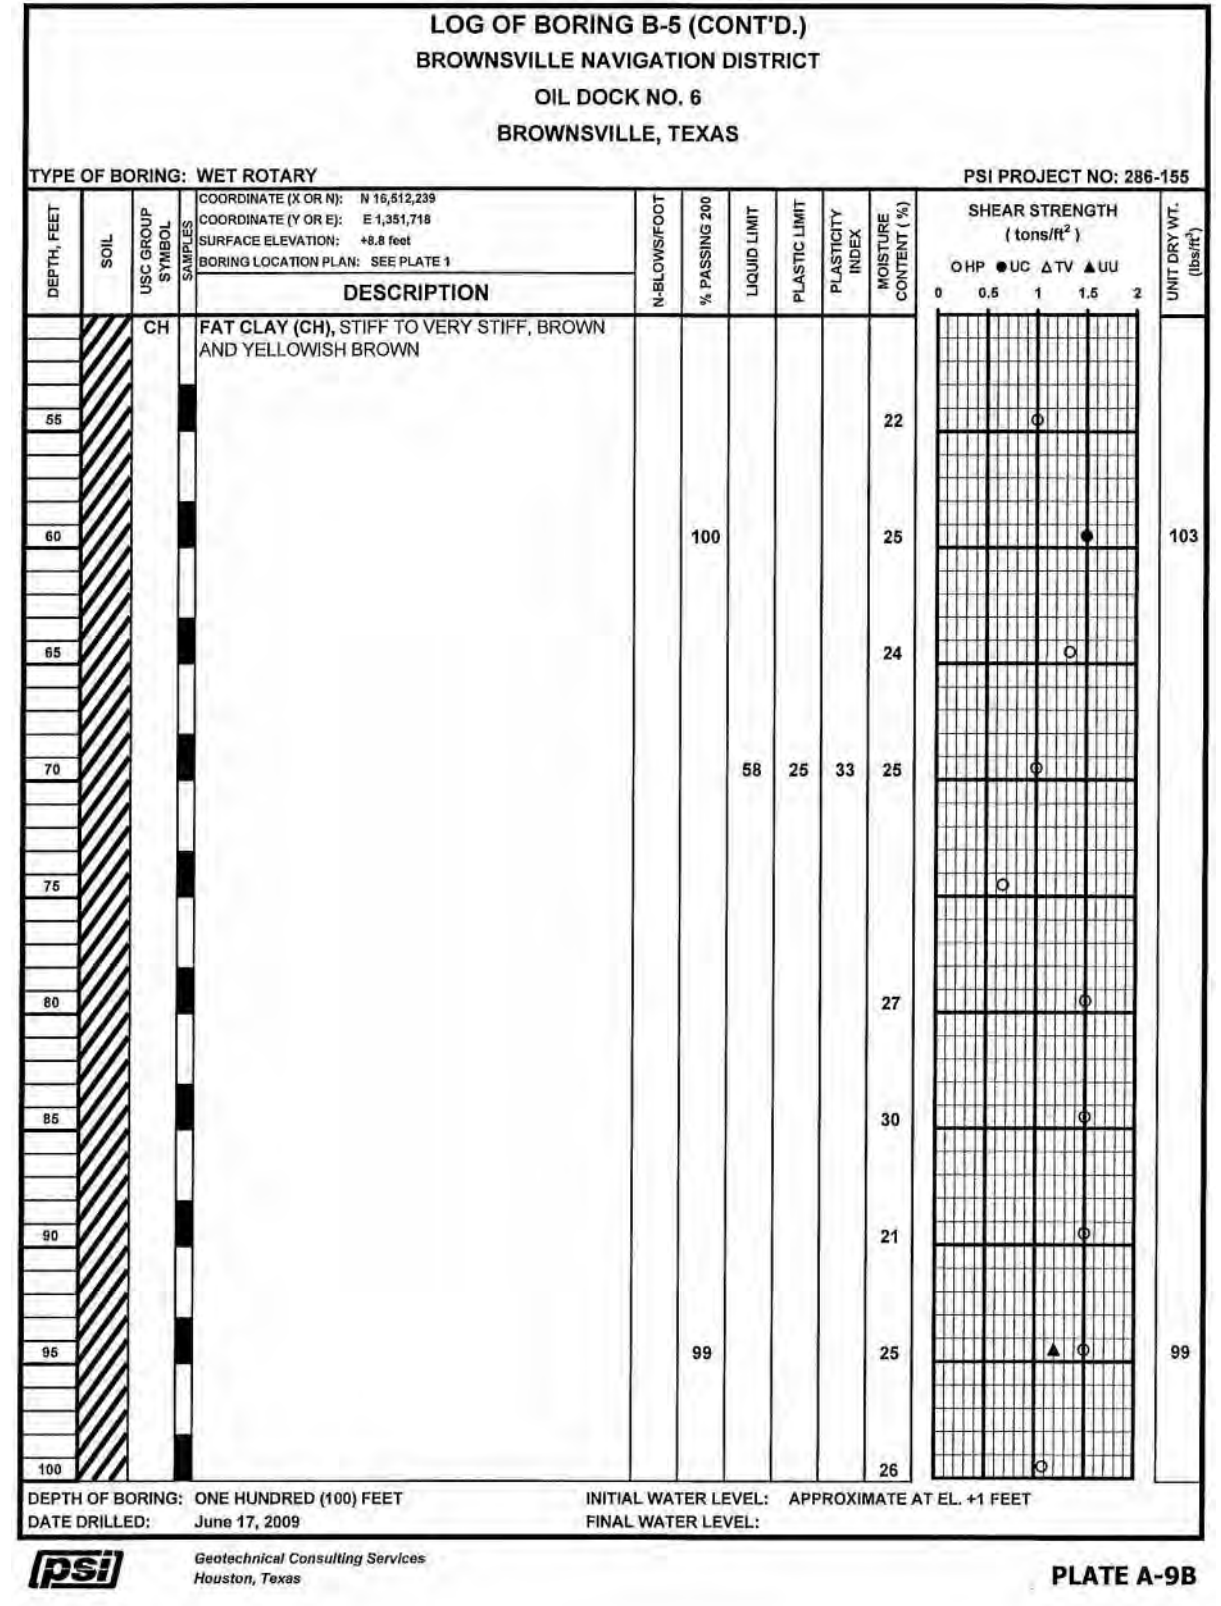 LOG OF BORING B-5 (CONT'D.)
BROWNSVILLE NAVIGATION DISTRICT
OIL DOCK NO. 6
BROWNSVILLE, TEXAS
TYPE OF BORING: WET ROTARY PSI PROJECT NO: 286-155
DEPTH, FEET
SOIL
USC GROUP
SYMBOL
SAMPLES
COORDINATE (X OR N): N 16,512,239
COORDINATE (Y OR E): E 1,351,718
SURFACE ELEVATION: +8.8 feet
BORING LOCATION PLAN: SEE PLATE 1
DESCRIPTION
N-BLOWS/FOOT
% PASSING 200
LIQUID LIMIT
PLASTIC LIMIT
PLASTICITY
INDEX
MOISTURE
CONTENT (%)
SHEAR STRENGTH
( tons/ft² )
○HP ●UC △TV ▲UU
0 0.5 1 1.5 2
UNIT DRY WT.
(lbs/ft³)
CH FAT CLAY (CH), STIFF TO VERY STIFF, BROWN
AND YELLOWISH BROWN
55 22
60 100 25 103
65 24
70 58 25 33 25
75
80 27
85 30
90 21
95 99 25 99
100 26
DEPTH OF BORING: ONE HUNDRED (100) FEET INITIAL WATER LEVEL: APPROXIMATE AT EL. +1 FEET
DATE DRILLED: June 17, 2009 FINAL WATER LEVEL:
psi
Geotechnical Consulting Services
Houston, Texas
PLATE A-9B